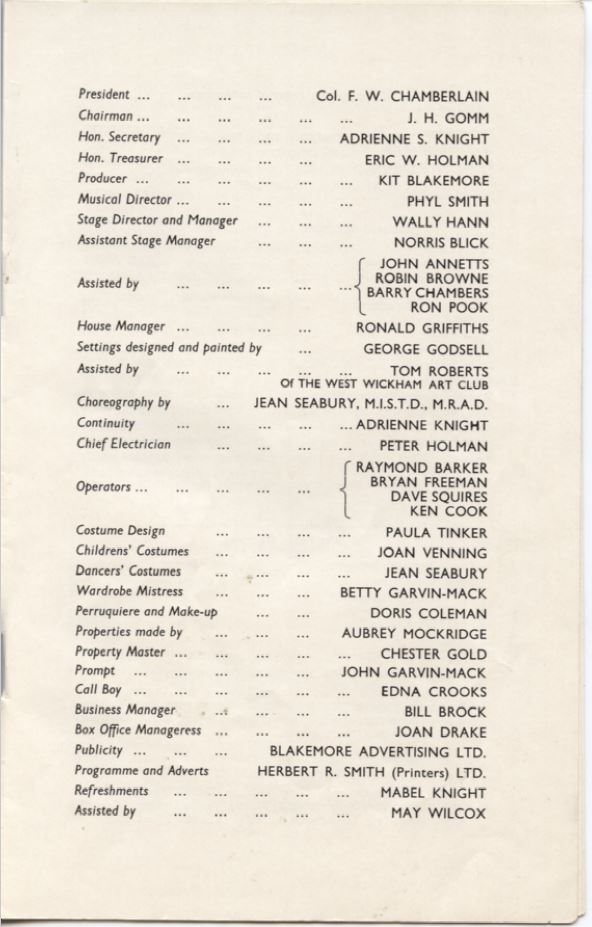 President ... ... ... ... Col. F. W. CHAMBERLAIN
Chairman ... ... ... ... ... ... J. H. GOMM
Hon. Secretary ... ... ... ... ADRIENNE S. KNIGHT
Hon. Treasurer ... ... ... ... ERIC W. HOLMAN
Producer ... ... ... ... ... ... KIT BLAKEMORE
Musical Director ... ... ... ... ... PHYL SMITH
Stage Director and Manager ... ... ... WALLY HANN
Assistant Stage Manager ... ... ... NORRIS BLICK
JOHN ANNETTS
Assisted by ... ... ... ... ... ROBIN BROWNE
BARRY CHAMBERS
RON POOK
House Manager ... ... ... ... ... RONALD GRIFFITHS
Settings designed and painted by ... GEORGE GODSELL
Assisted by ... ... ... ... ... TOM ROBERTS
Of THE WEST WICKHAM ART CLUB
Choreography by ... JEAN SEABURY, M.I.S.T.D., M.R.A.D.
Continuity ... ... ... ... ... ADRIENNE KNIGHT
Chief Electrician ... ... ... ... PETER HOLMAN
RAYMOND BARKER
Operators ... ... ... ... ... BRYAN FREEMAN
DAVE SQUIRES
KEN COOK
Costume Design ... ... ... ... PAULA TINKER
Childrens' Costumes ... ... ... ... JOAN VENNING
Dancers' Costumes ... ... ... ... JEAN SEABURY
Wardrobe Mistress ... ... ... BETTY GARVIN-MACK
Perruquiere and Make-up ... ... DORIS COLEMAN
Properties made by ... ... ... AUBREY MOCKRIDGE
Property Master ... ... ... ... ... CHESTER GOLD
Prompt ... ... ... ... ... JOHN GARVIN-MACK
Call Boy ... ... ... ... ... ... EDNA CROOKS
Business Manager ... ... ... ... BILL BROCK
Box Office Manageress ... ... ... ... JOAN DRAKE
Publicity ... ... ... BLAKEMORE ADVERTISING LTD.
Programme and Adverts HERBERT R. SMITH (Printers) LTD.
Refreshments ... ... ... ... ... MABEL KNIGHT
Assisted by ... ... ... ... ... MAY WILCOX